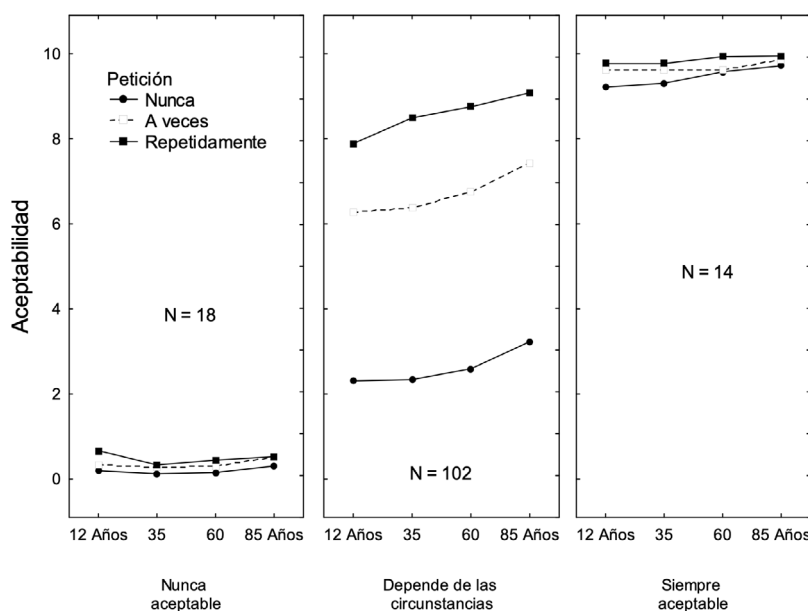 Aceptabilidad
10
8
6
4
2
0
Petición
Nunca
A veces
Repetidamente
N = 18
N = 102
N = 14
12 Años 35 60 85 Años
12 Años 35 60 85 Años
12 Años 35 60 85 Años
Nunca
aceptable
Depende de las
circunstancias
Siempre
aceptable